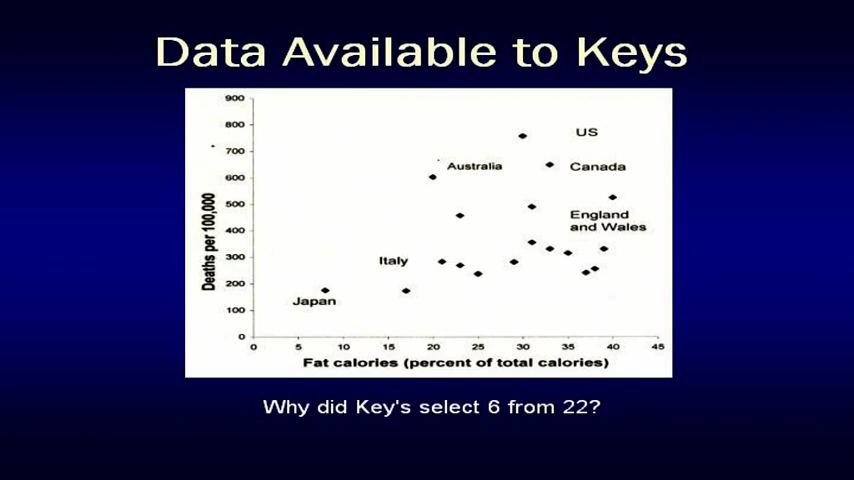 Data Available to Keys
900
800
700
600
500
400
300
200
100
0
Deaths per 100,000
US
Australia
Canada
England
and Wales
Italy
Japan
0 5 10 15 20 25 30 35 40 45
Fat calories (percent of total calories)
Why did Key's select 6 from 22?